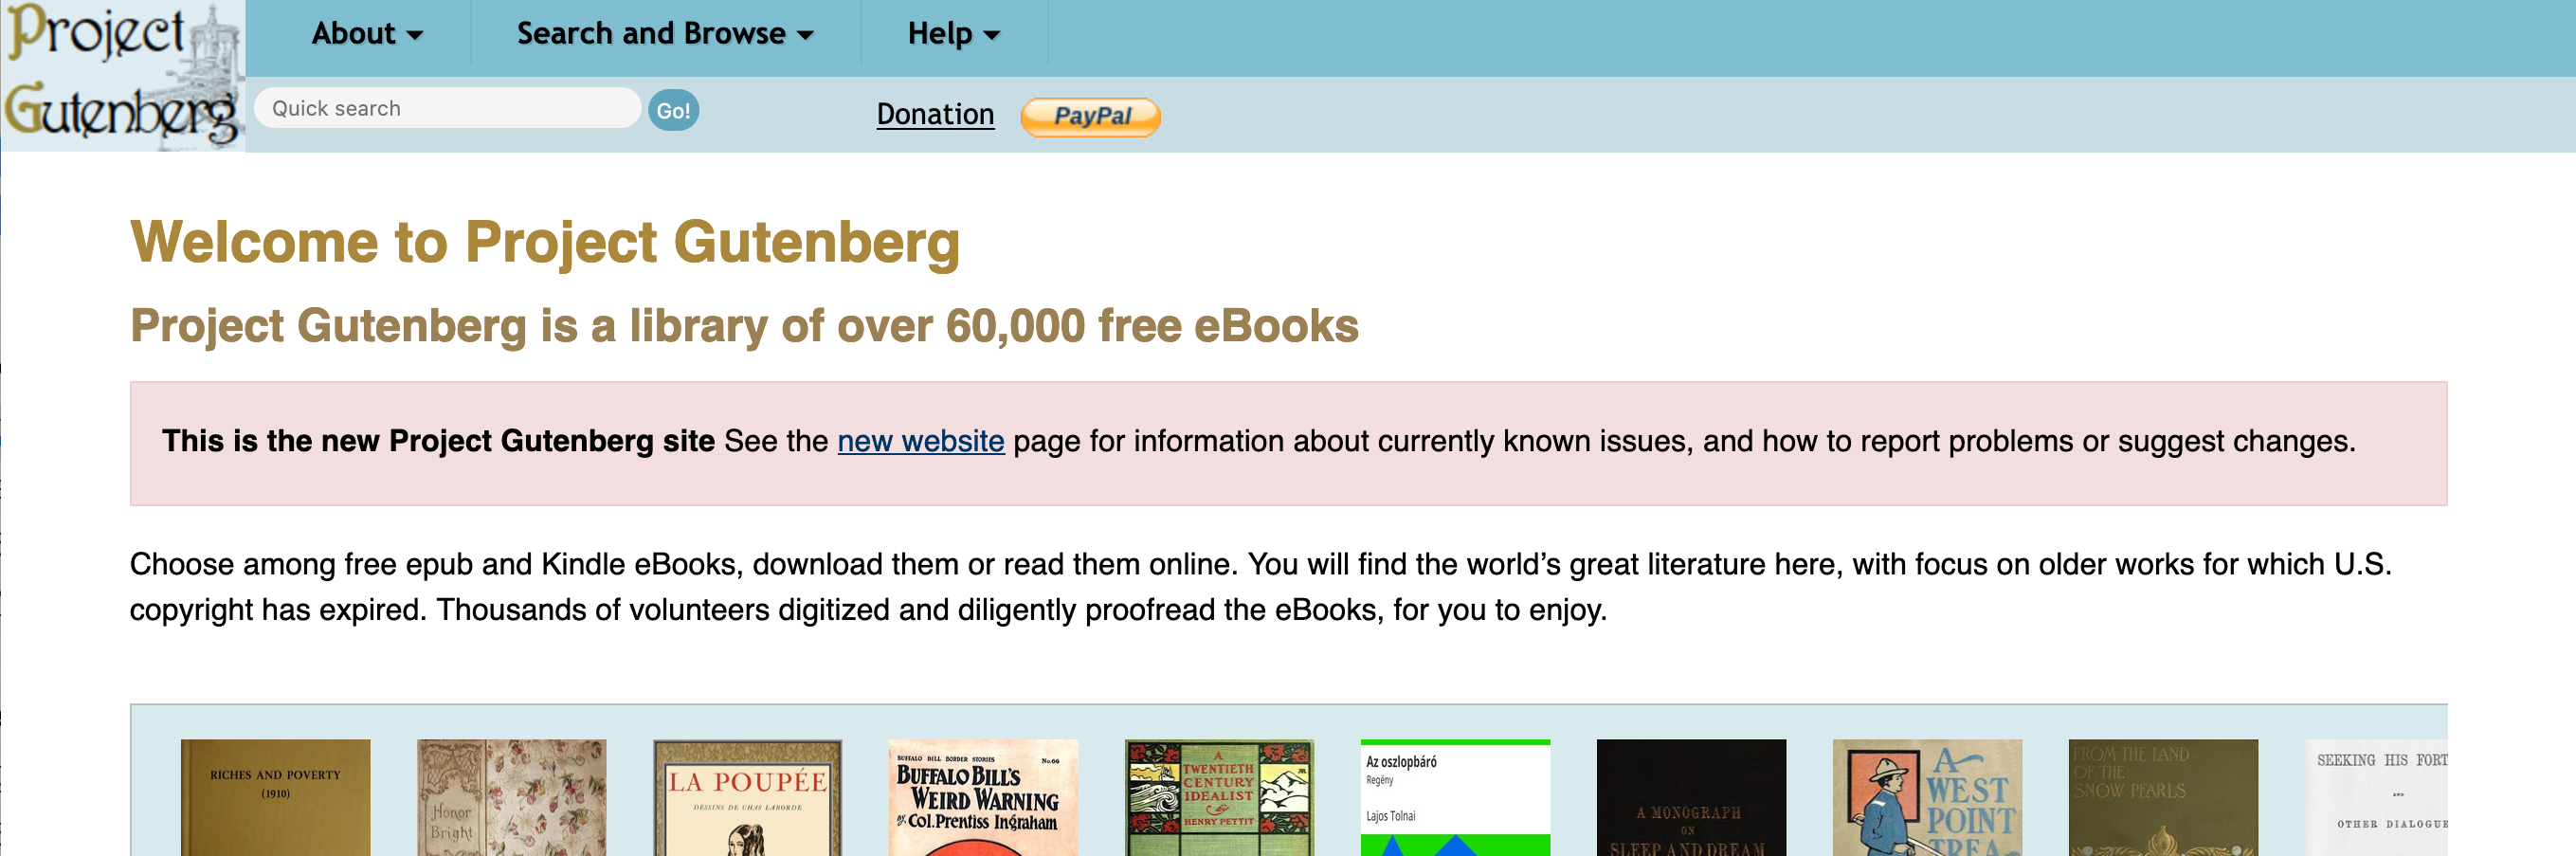 Project
Gutenberg
About
Search and Browse
Help
Quick search
Go!
Donation
PayPal
Welcome to Project Gutenberg
Project Gutenberg is a library of over 60,000 free eBooks
This is the new Project Gutenberg site See the new website page for information about currently known issues, and how to report problems or suggest changes.
Choose among free epub and Kindle eBooks, download them or read them online. You will find the world’s great literature here, with focus on older works for which U.S.
copyright has expired. Thousands of volunteers digitized and diligently proofread the eBooks, for you to enjoy.
RICHES AND POVERTY
(1910)
Honor
Bright
LA POUPÉE
DESSINS DE CHAS LABORDE
BUFFALO BILL BORDER STORIES No.66
BUFFALO BILL'S
WEIRD WARNING
By Col. Prentiss Ingraham
A
TWENTIETH
CENTURY
IDEALIST
By
HENRY PETTIT
Az oszlopbáró
Regény
Lajos Tolnai
A MONOGRAPH
ON
SLEEP AND DREAM
A
WEST
POINT
TREA
FROM THE LAND
OF THE
SNOW PEARLS
SEEKING HIS FORT
AND
OTHER DIALOGUE